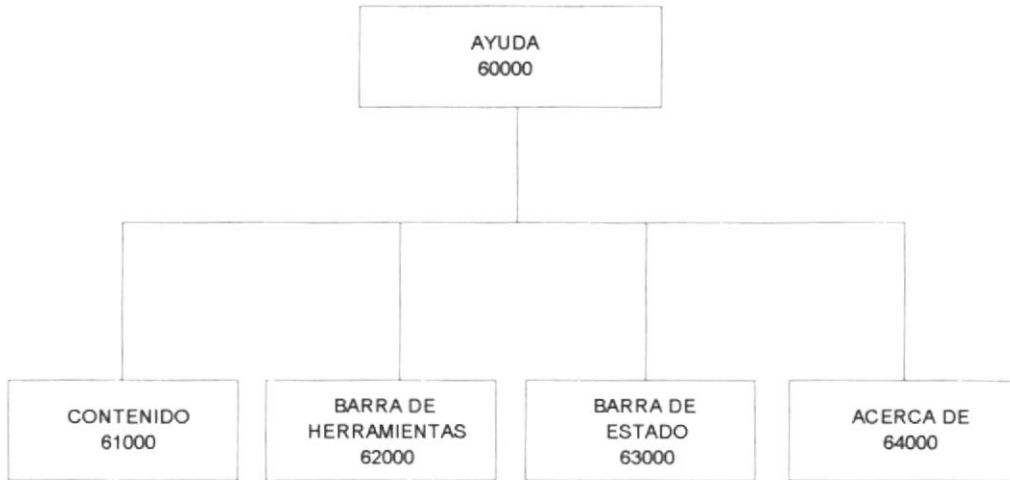 AYUDA
60000
CONTENIDO
61000
BARRA DE
HERRAMIENTAS
62000
BARRA DE
ESTADO
63000
ACERCA DE
64000